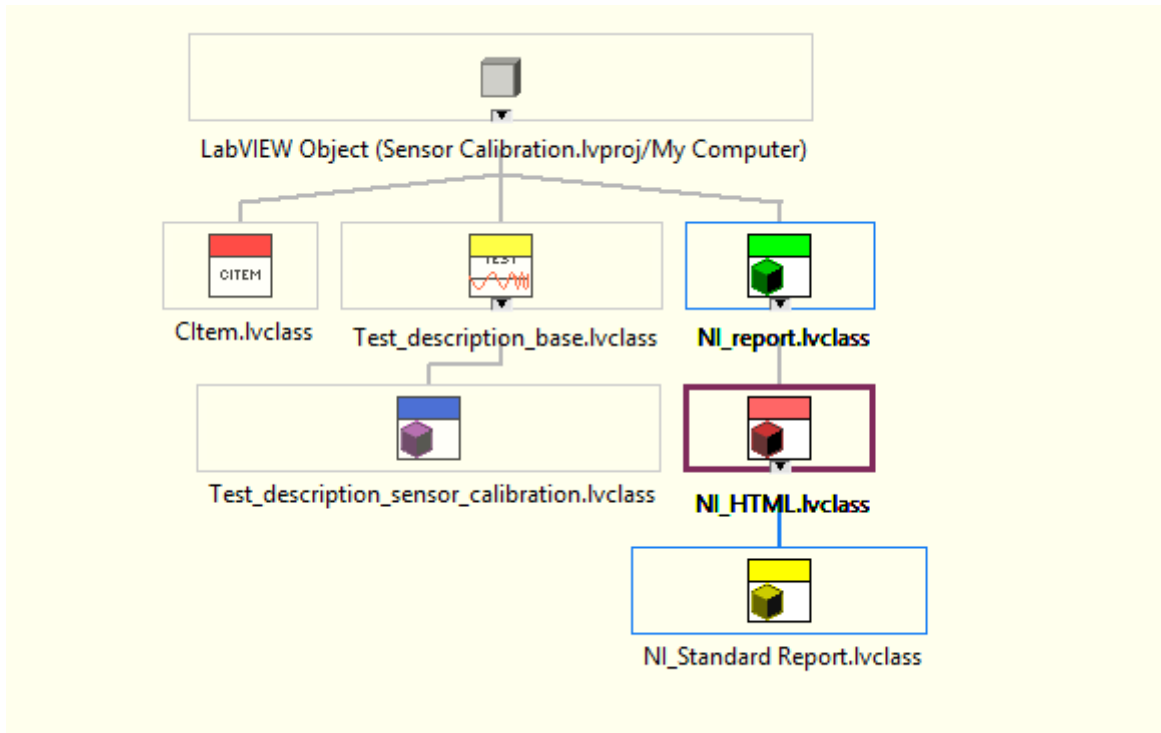 LabVIEW Object (Sensor Calibration.lvproj/My Computer)
CITEM
TEST
CItem.lvclass
Test_description_base.lvclass
NI_report.lvclass
Test_description_sensor_calibration.lvclass
NI_HTML.lvclass
NI_Standard Report.lvclass